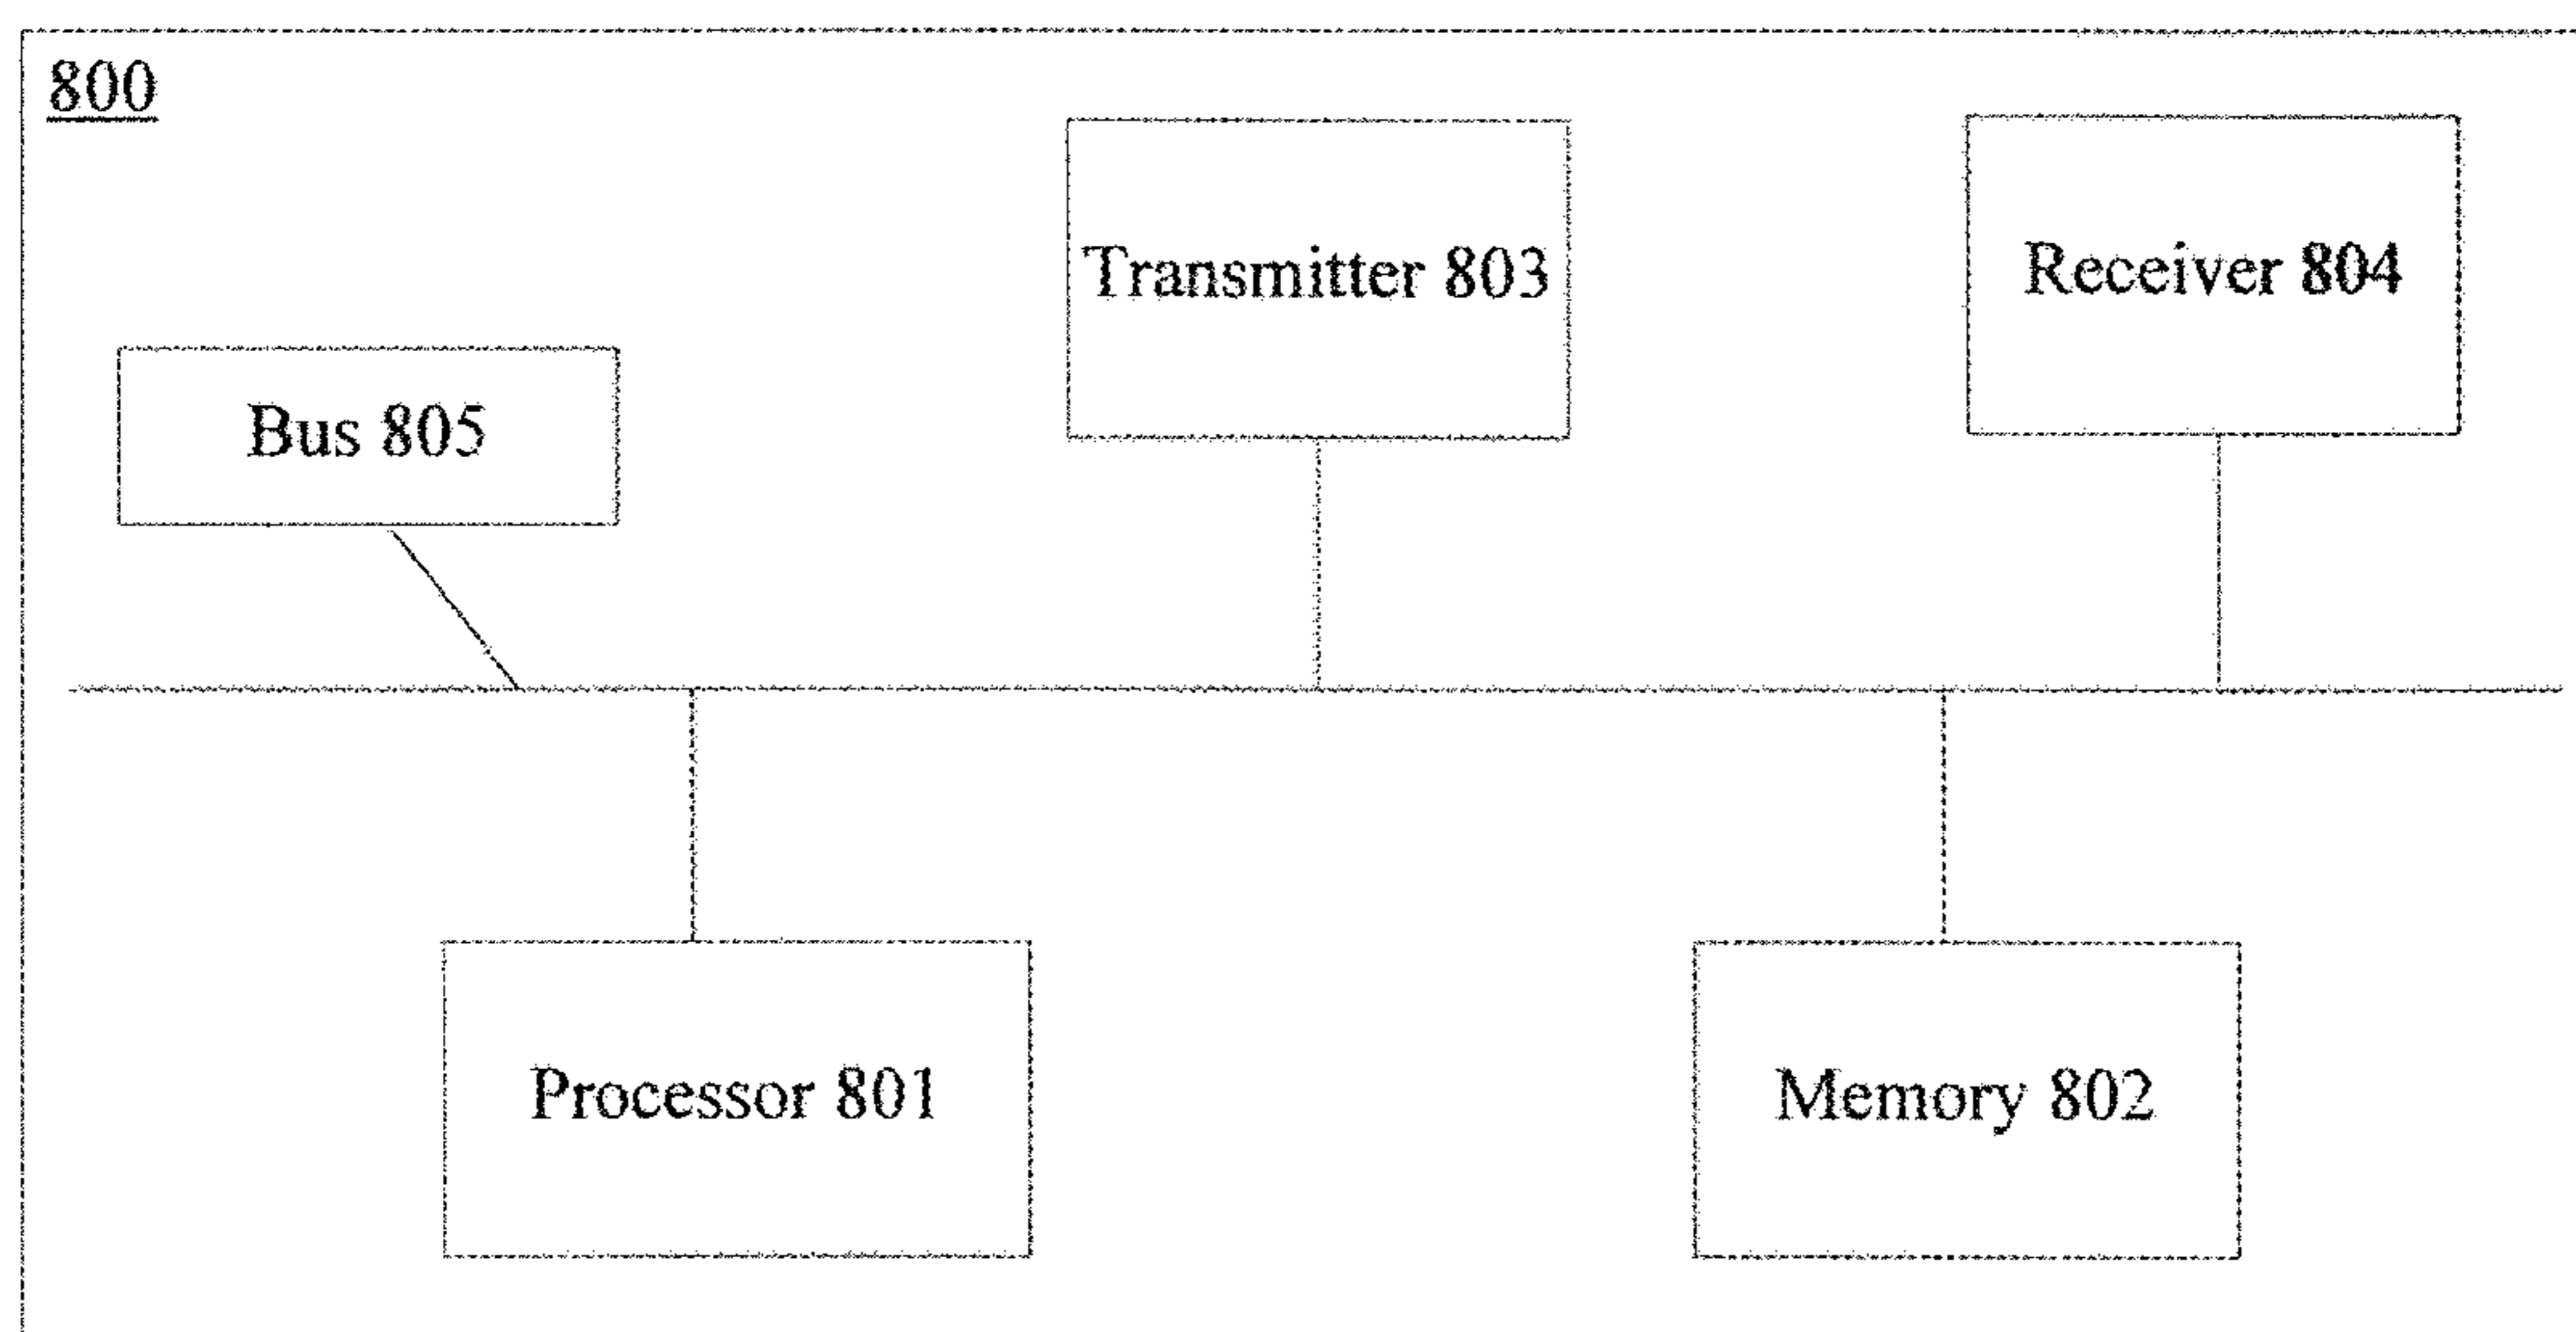 800
Transmitter 803
Receiver 804
Bus 805
Processor 801
Memory 802